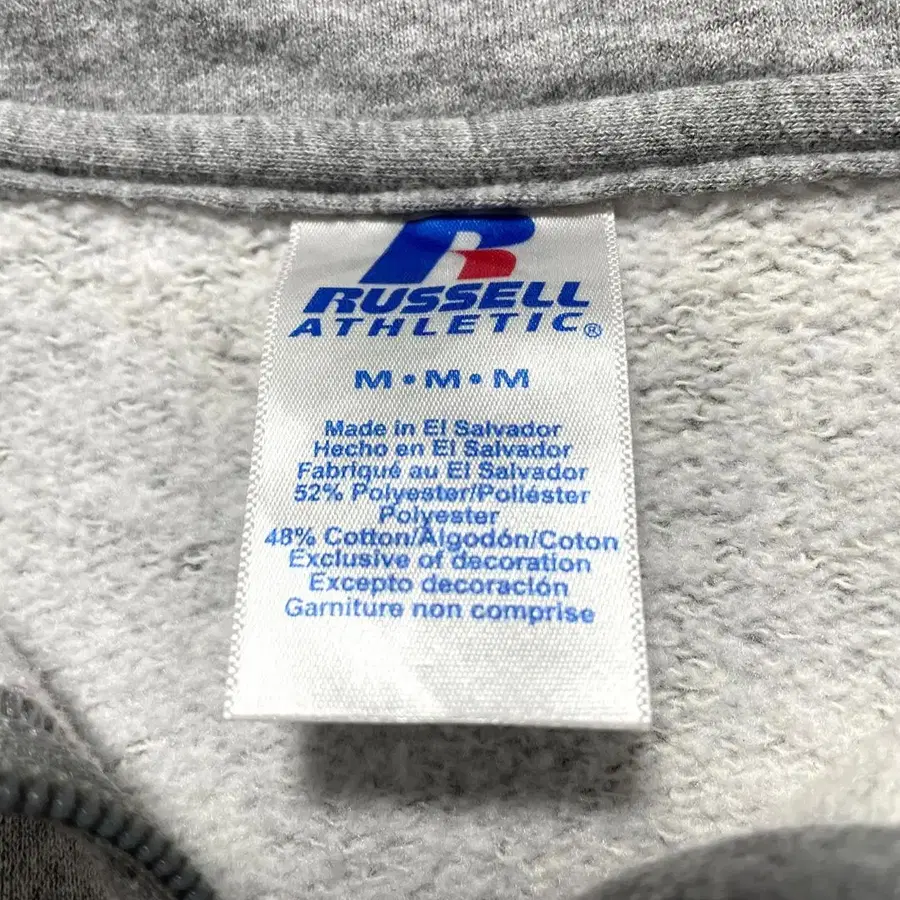 R
RUSSELL
ATHLETIC®
M•M•M
Made in El Salvador
Hecho en El Salvador
Fabriqué au El Salvador
52% Polyester/Poliéster
Polyester
48% Cotton/Algodón/Coton
Exclusive of decoration
Excepto decoración
Garniture non comprise